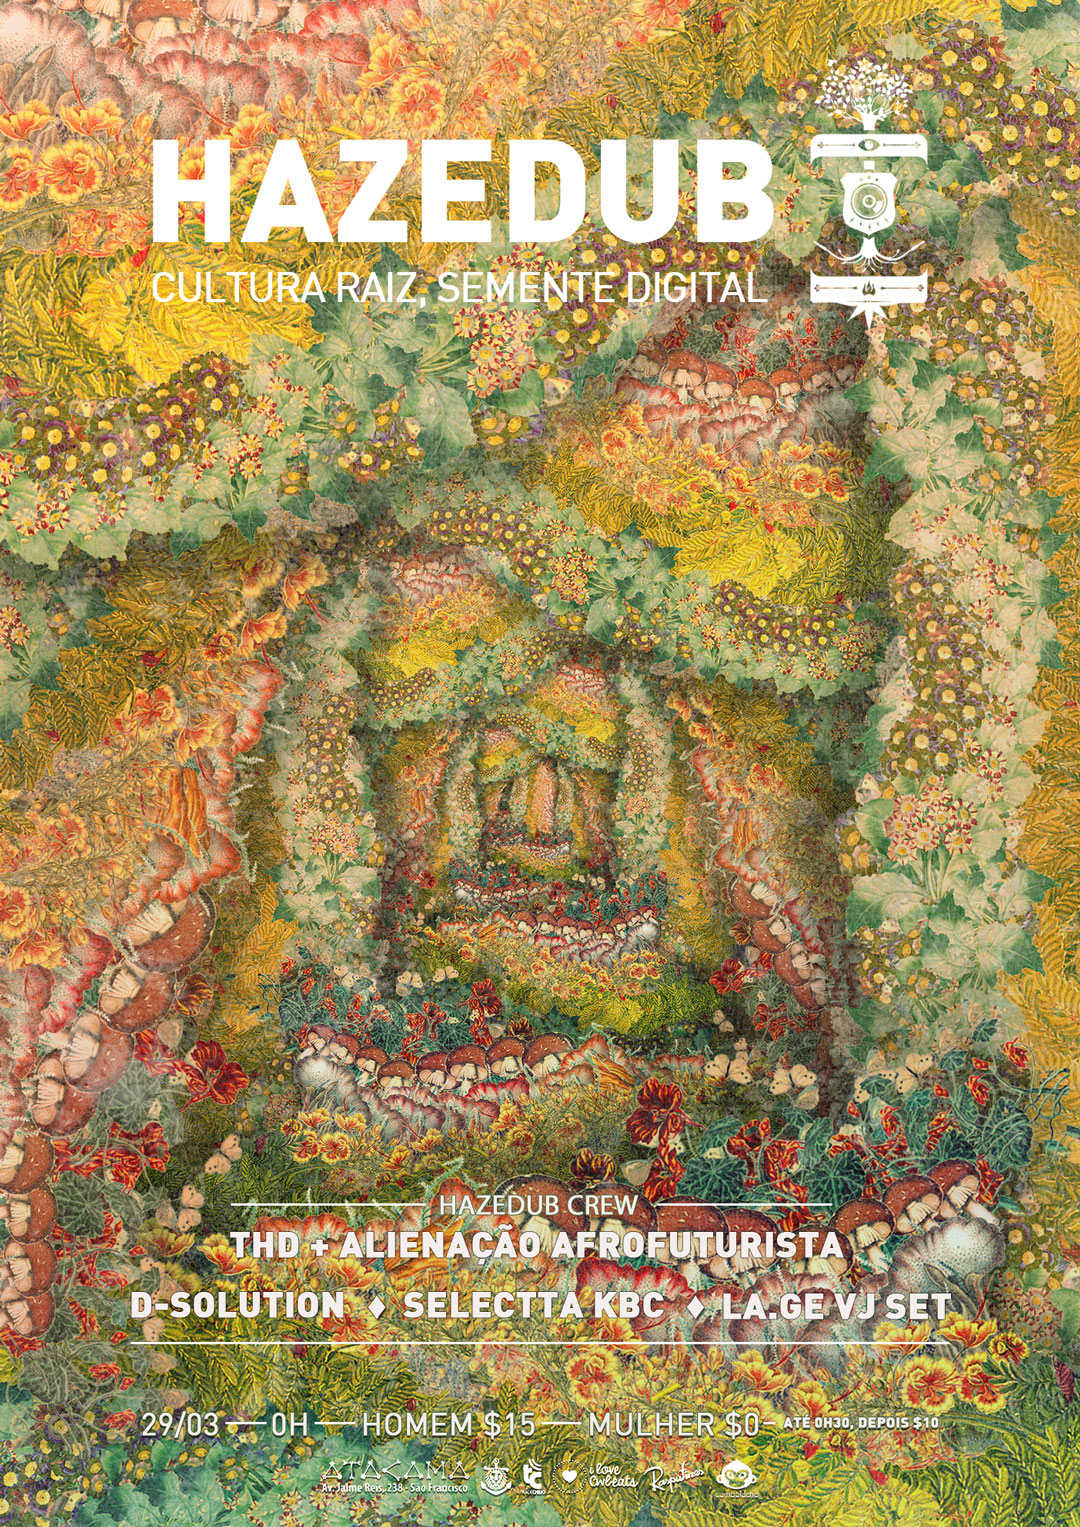 HAZEDUB
CULTURA RAIZ, SEMENTE DIGITAL
HAZEDUB CREW
THD + ALIENAÇÃO AFROFUTURISTA
D-SOLUTION ♦ SELECTTA KBC ♦ LA.GE VJ SET
29/03 — 0H — HOMEM $15 — MULHER $0 – ATÉ 0H30, DEPOIS $10
ATACAMA
Av. Jaime Reis, 238 - São Francisco
i love
CWBeats
Rasputines